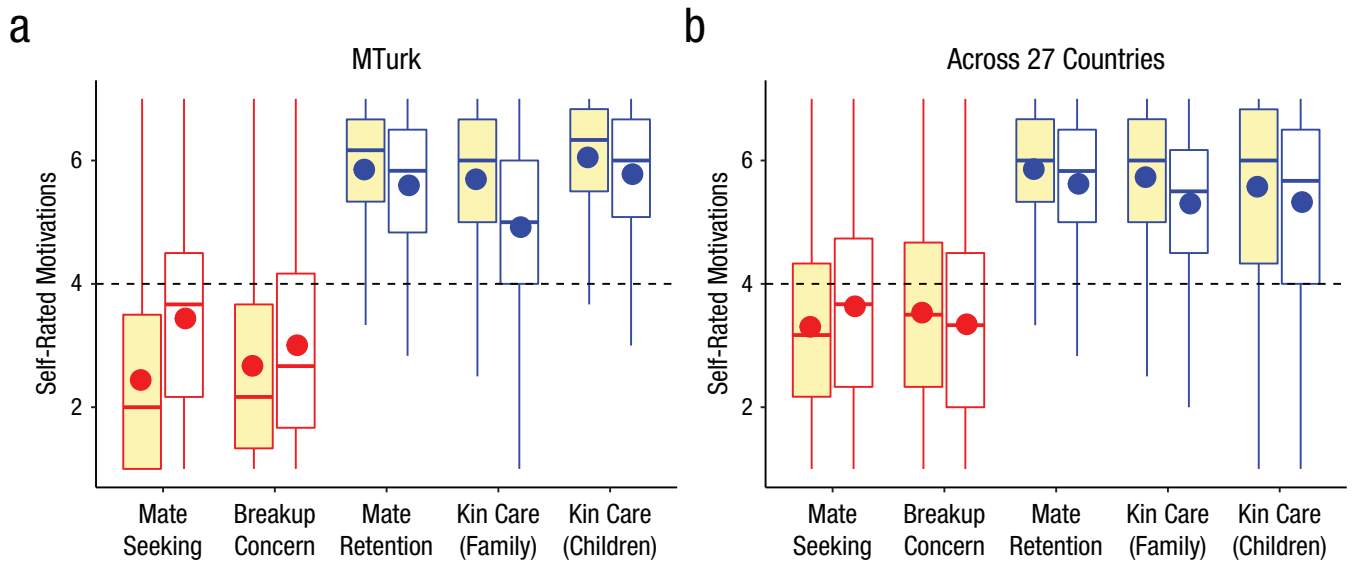 a
MTurk
Self-Rated Motivations
6
4
2
Mate
Seeking
Breakup
Concern
Mate
Retention
Kin Care
(Family)
Kin Care
(Children)
b
Across 27 Countries
Self-Rated Motivations
6
4
2
Mate
Seeking
Breakup
Concern
Mate
Retention
Kin Care
(Family)
Kin Care
(Children)